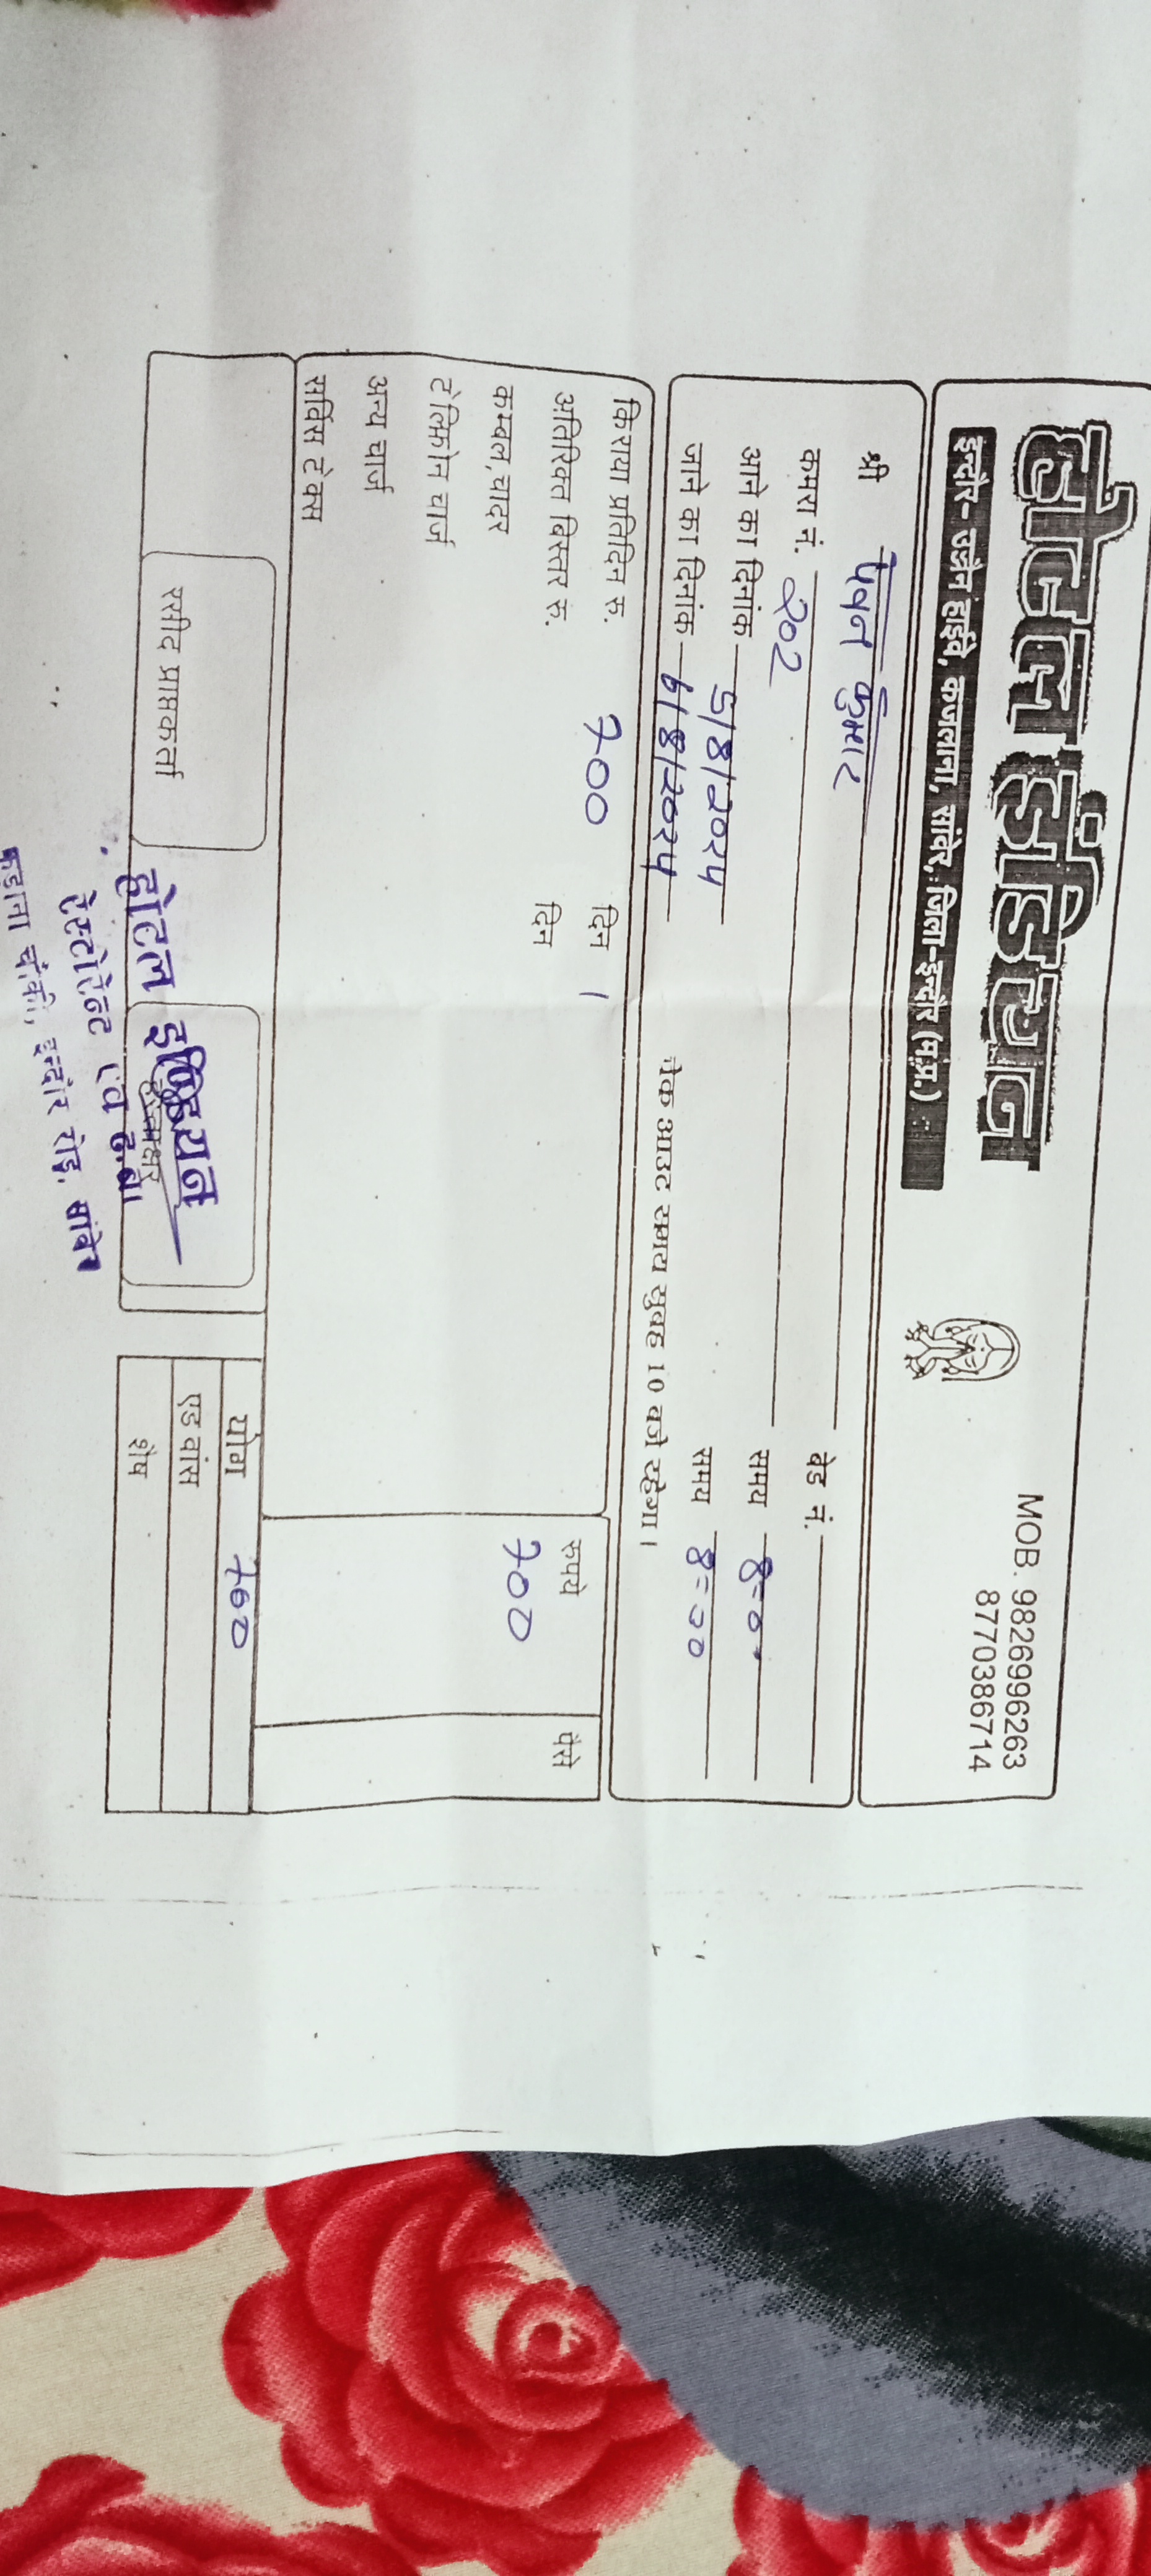 होटल इंडियन
MOB. 9826996263
8770386714
इन्दौर- उज्जैन हाईवे, कजलाना, सांवेर, जिला-इन्दौर (म.प्र.)
श्री पवन कुमार बेड नं.
कमरा नं. 202 समय 8=00
आने का दिनांक 5/8/2024 समय 8=30
जाने का दिनांक 6/8/2024
चेक आउट समय सुबह 10 बजे रहेगा।
किराया प्रतिदिन रु. 700 दिन 1 रुपये पैसे
अतिरिक्त बिस्तर रु. दिन 700
कम्बल,चादर
टेलिफोन चार्ज
अन्य चार्ज
सर्विस टेक्स
योग 700
एडवांस
शेष
रसीद प्राप्तकर्ता
होटल इण्डियन
रेस्टोरेन्ट एवं ढाबा
चौकी, इन्दौर रोड, सांवेर